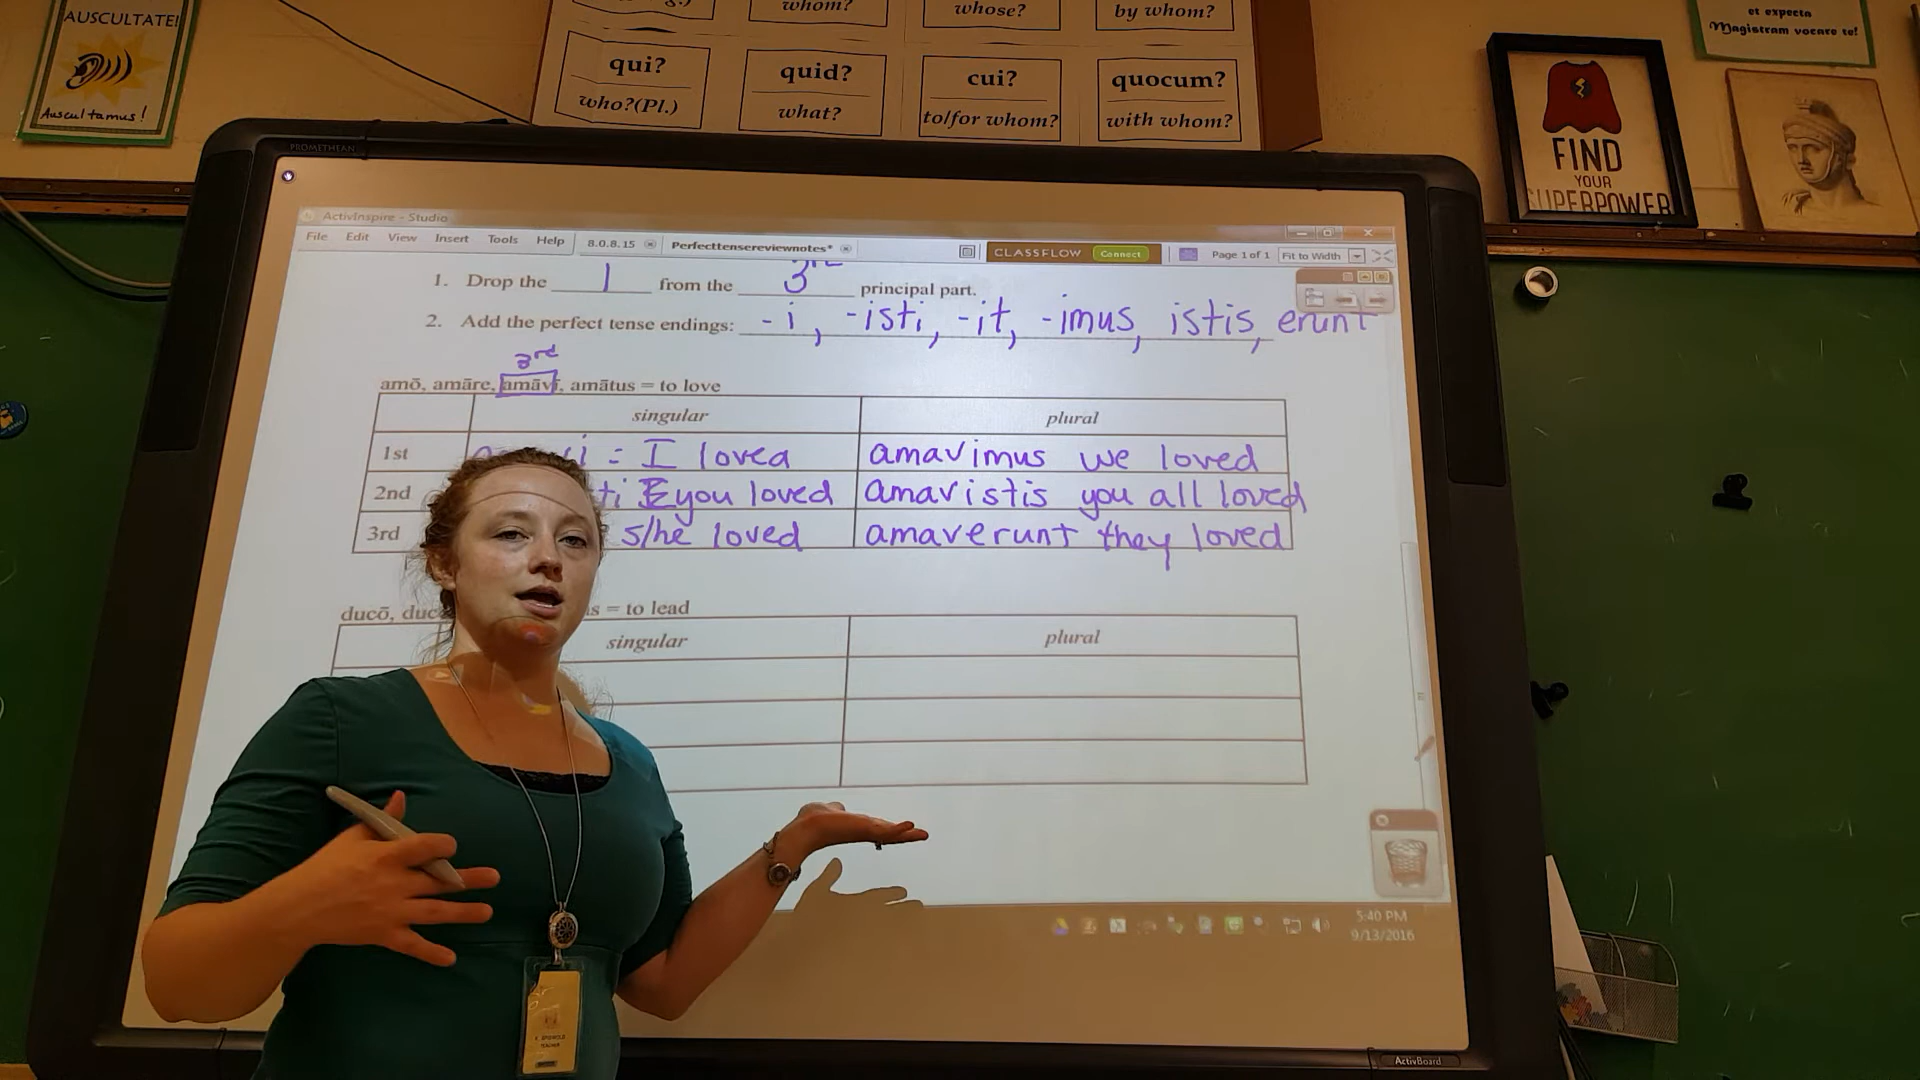 AUSCULTATE!
Auscultamus!
whom?
whose?
by whom?
qui?
who?(Pl.)
quid?
what?
cui?
to/for whom?
quocum?
with whom?
et expecta
Magistram vocare te!
FIND
YOUR
SUPERPOWER
PROMETHEAN
ActivInspire - Studio
File Edit View Insert Tools Help 8.0.8.15 Perfecttensereviewnotes* CLASSFLOW Connect Page 1 of 1 Fit to Width
1. Drop the i from the 3rd principal part.
2. Add the perfect tense endings: -i, -isti, -it, -imus, istis, erunt
3rd
amō, amāre, amāvī, amātus = to love
singular plural
1st = I loved amavimus we loved
2nd you loved amavistis you all loved
3rd s/he loved amaverunt they loved
ducō, = to lead
singular plural
5:40 PM
9/13/2016
TEACHER
ActivBoard